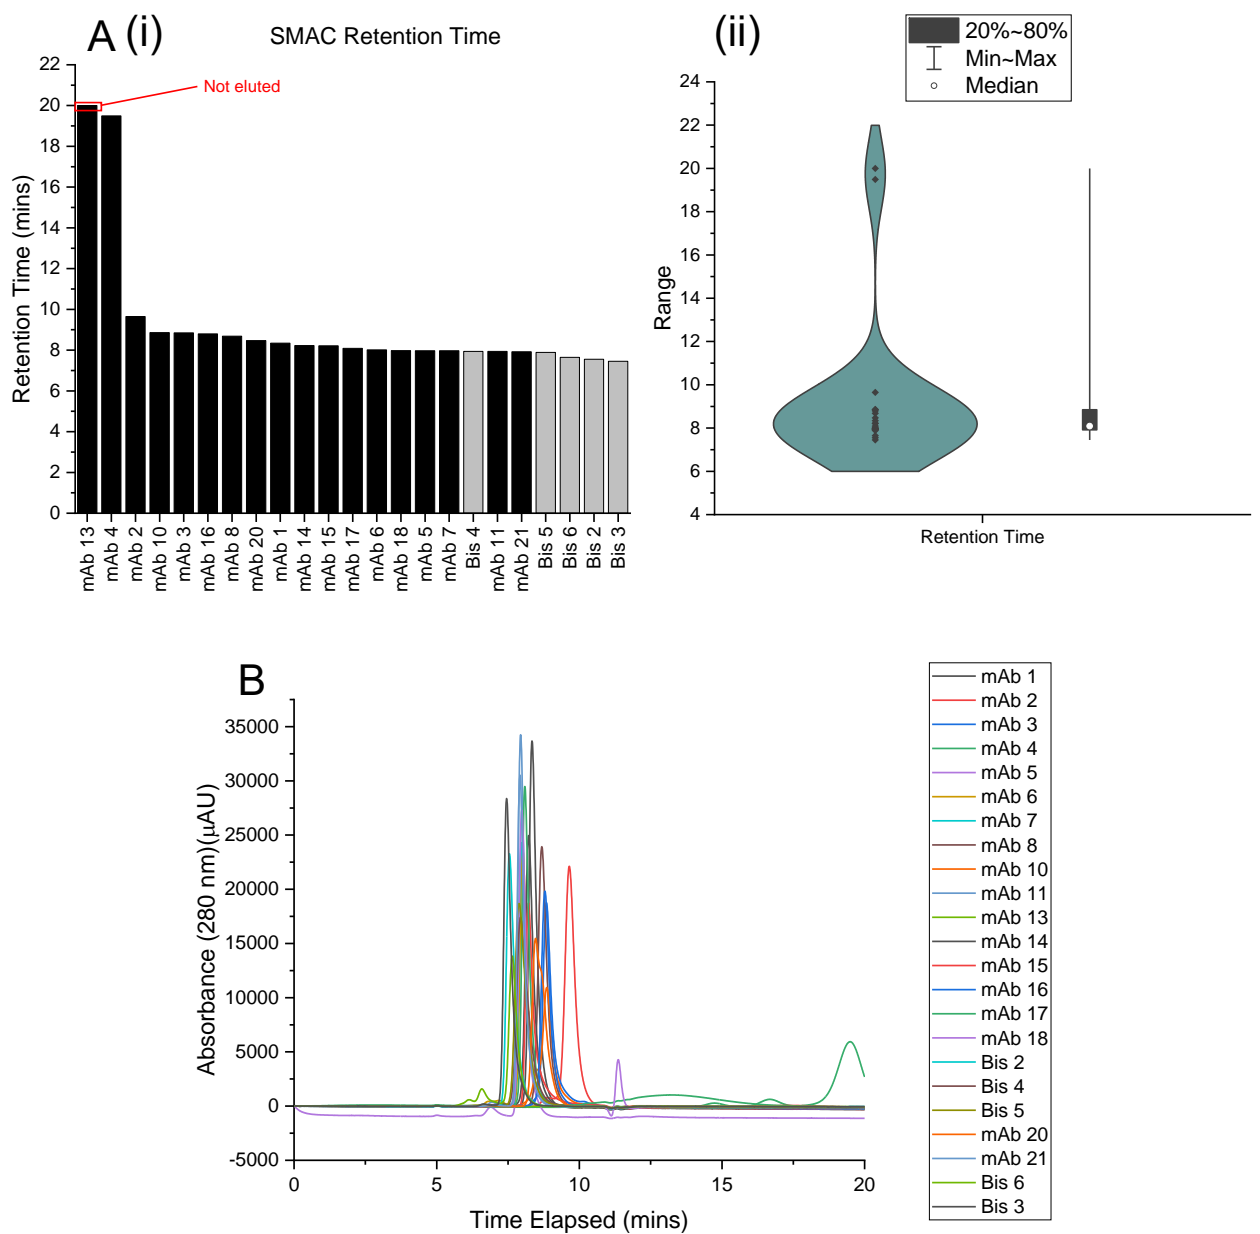 A (i)
SMAC Retention Time
Not eluted
Retention Time (mins)
22
20
18
16
14
12
10
8
6
4
2
0
mAb 13
mAb 4
mAb 2
mAb 10
mAb 3
mAb 16
mAb 8
mAb 20
mAb 1
mAb 14
mAb 15
mAb 17
mAb 6
mAb 18
mAb 5
mAb 7
Bis 4
mAb 11
mAb 21
Bis 5
Bis 6
Bis 2
Bis 3
(ii)
20%~80%
Min~Max
Median
Range
24
22
20
18
16
14
12
10
8
6
4
Retention Time
B
Absorbance (280 nm)(μAU)
35000
30000
25000
20000
15000
10000
5000
0
-5000
0
5
10
15
20
Time Elapsed (mins)
mAb 1
mAb 2
mAb 3
mAb 4
mAb 5
mAb 6
mAb 7
mAb 8
mAb 10
mAb 11
mAb 13
mAb 14
mAb 15
mAb 16
mAb 17
mAb 18
Bis 2
Bis 4
Bis 5
mAb 20
mAb 21
Bis 6
Bis 3